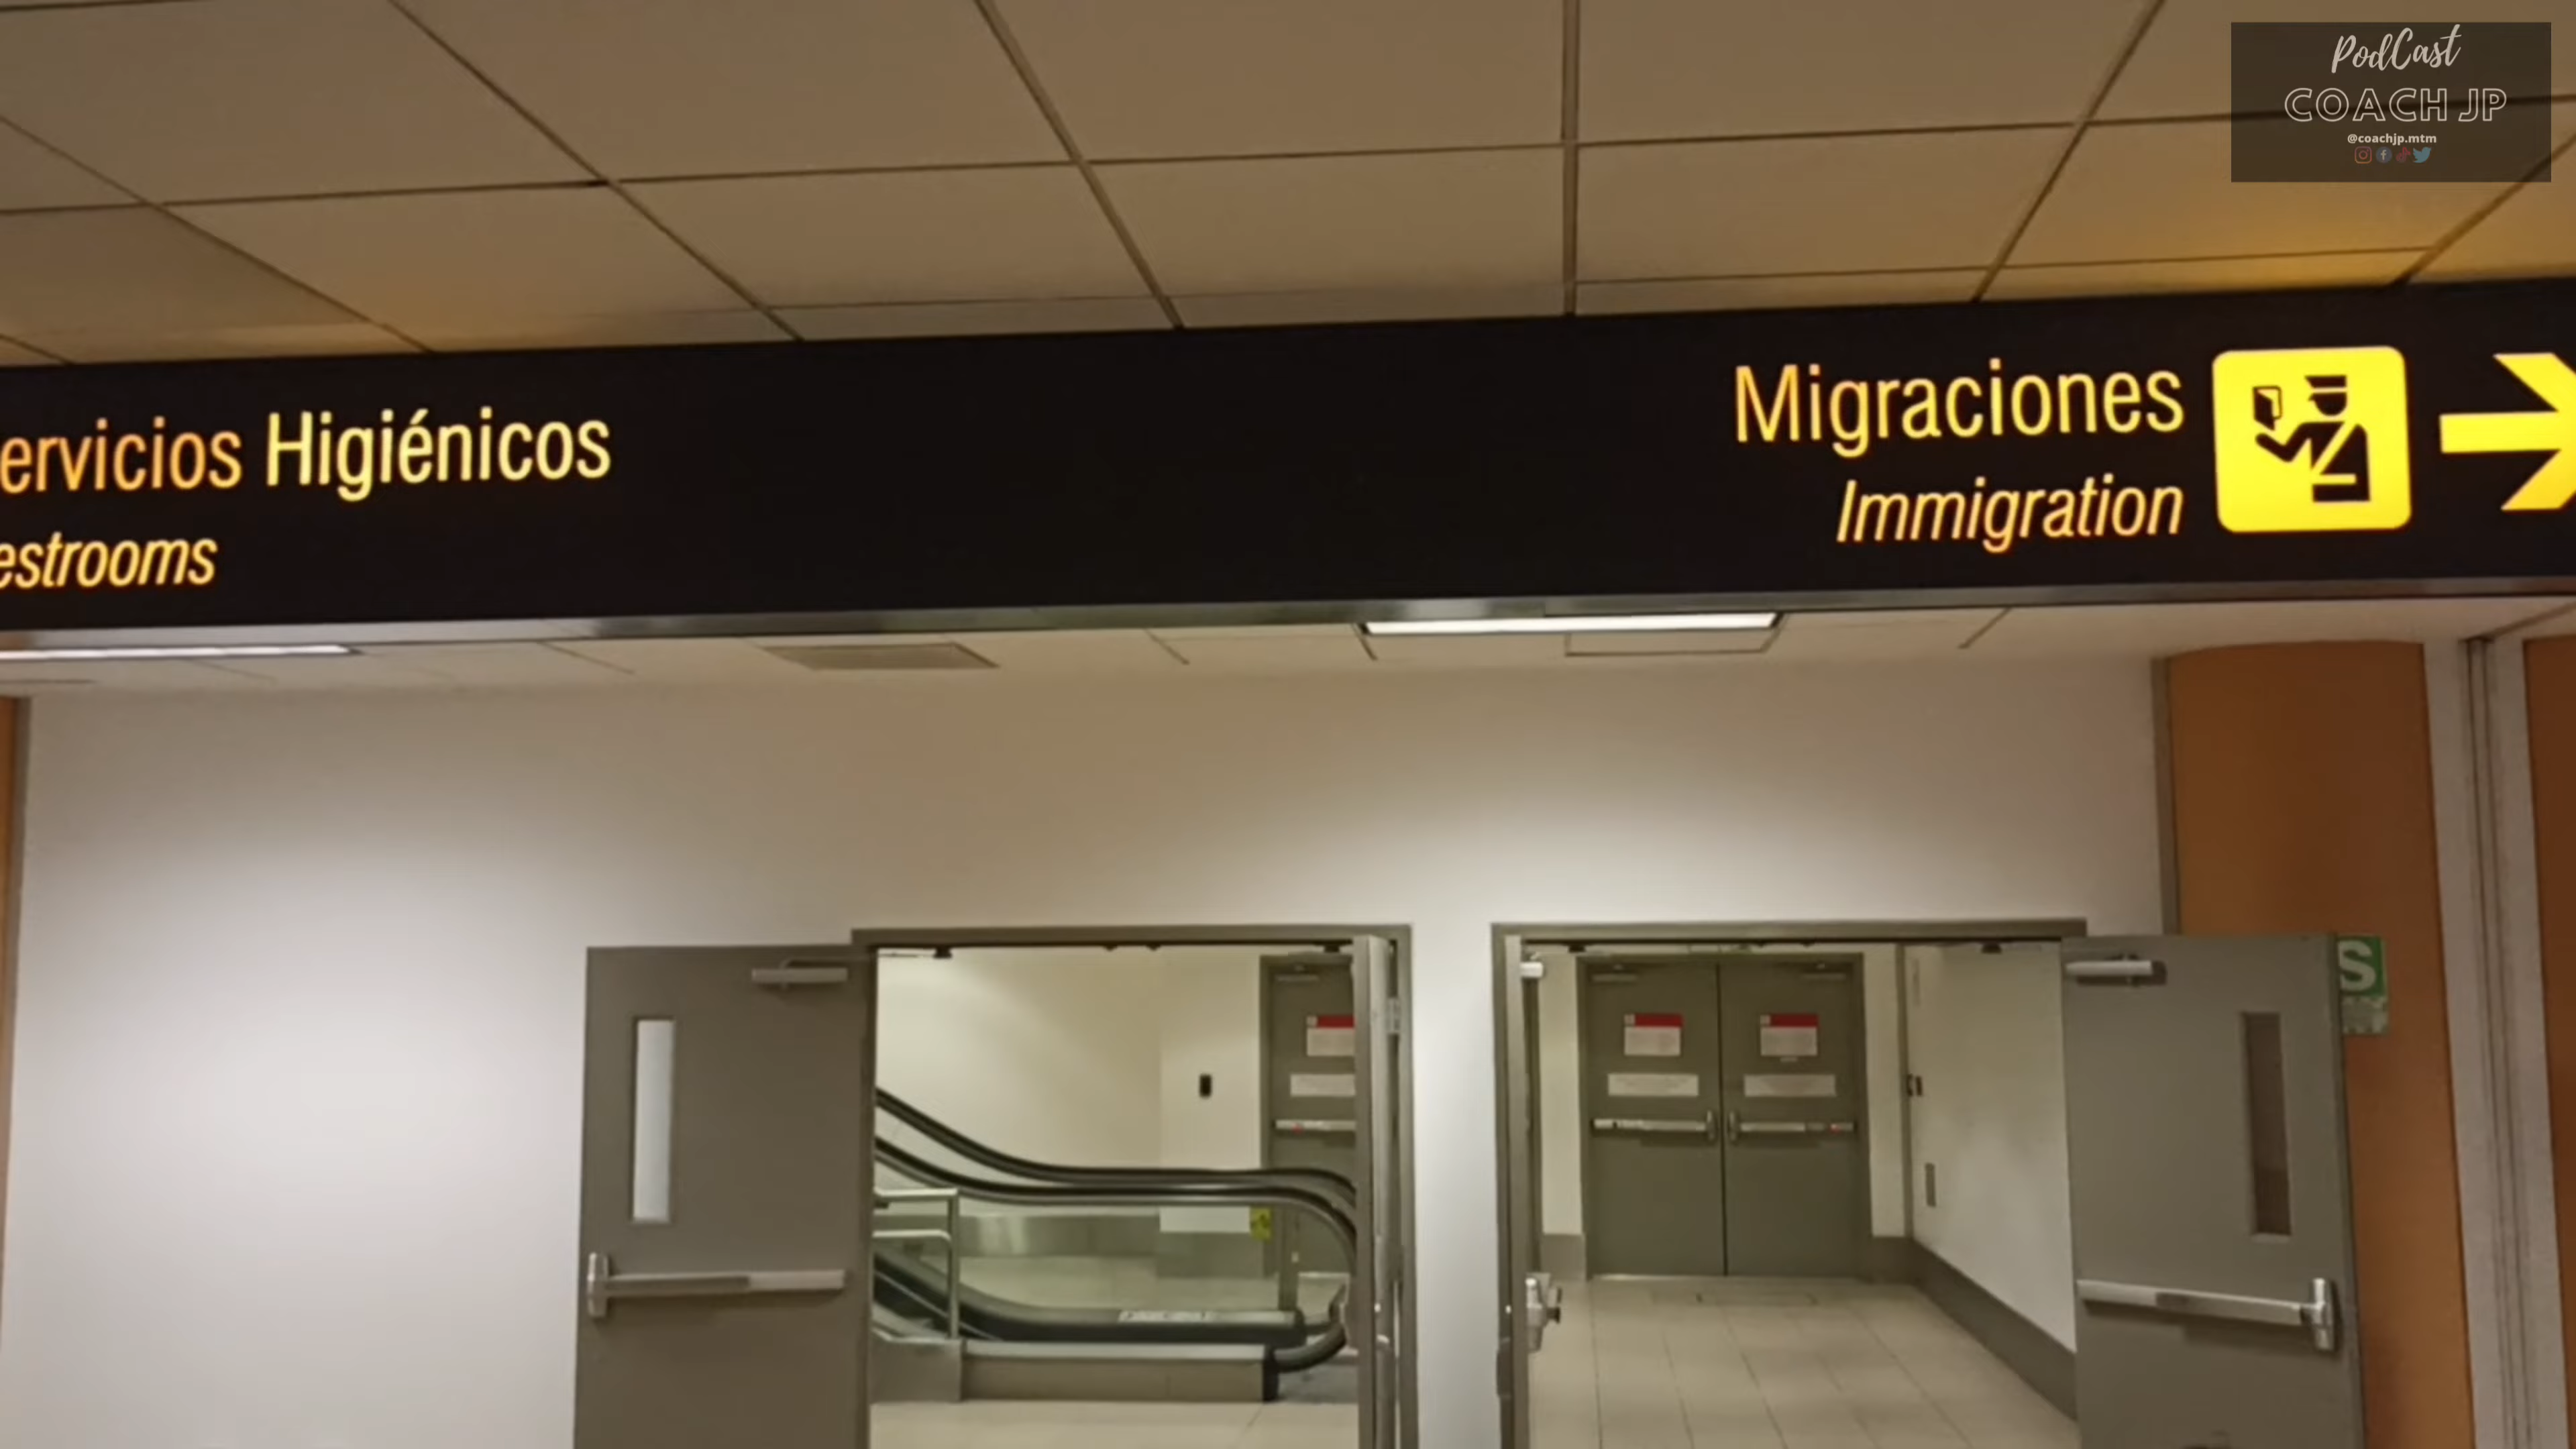 PodCast
COACH JP
@coachjp.mtm
ervicios Higiénicos
estrooms
Migraciones
Immigration
S